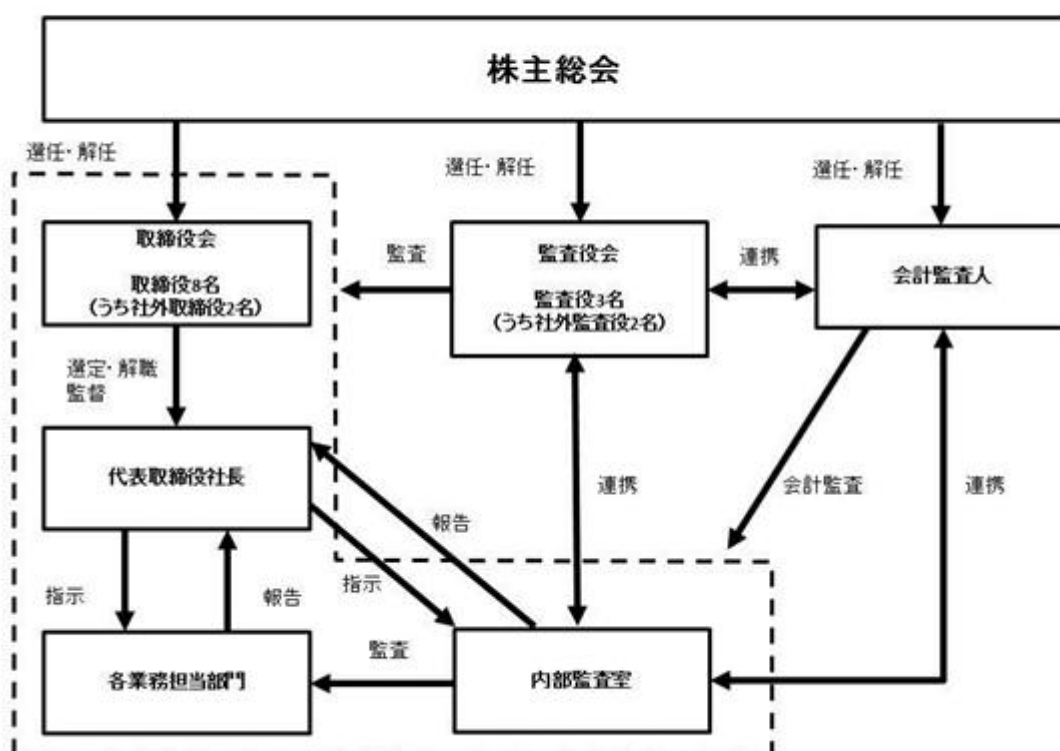 株主総会
選任・解任
選任・解任
選任・解任
取締役会
取締役8名
（うち社外取締役2名）
監査
監査役会
監査役3名
（うち社外監査役2名）
連携
会計監査人
選定・解職
監督
代表取締役社長
連携
会計監査
連携
報告
指示
指示
報告
監査
各業務担当部門
内部監査室